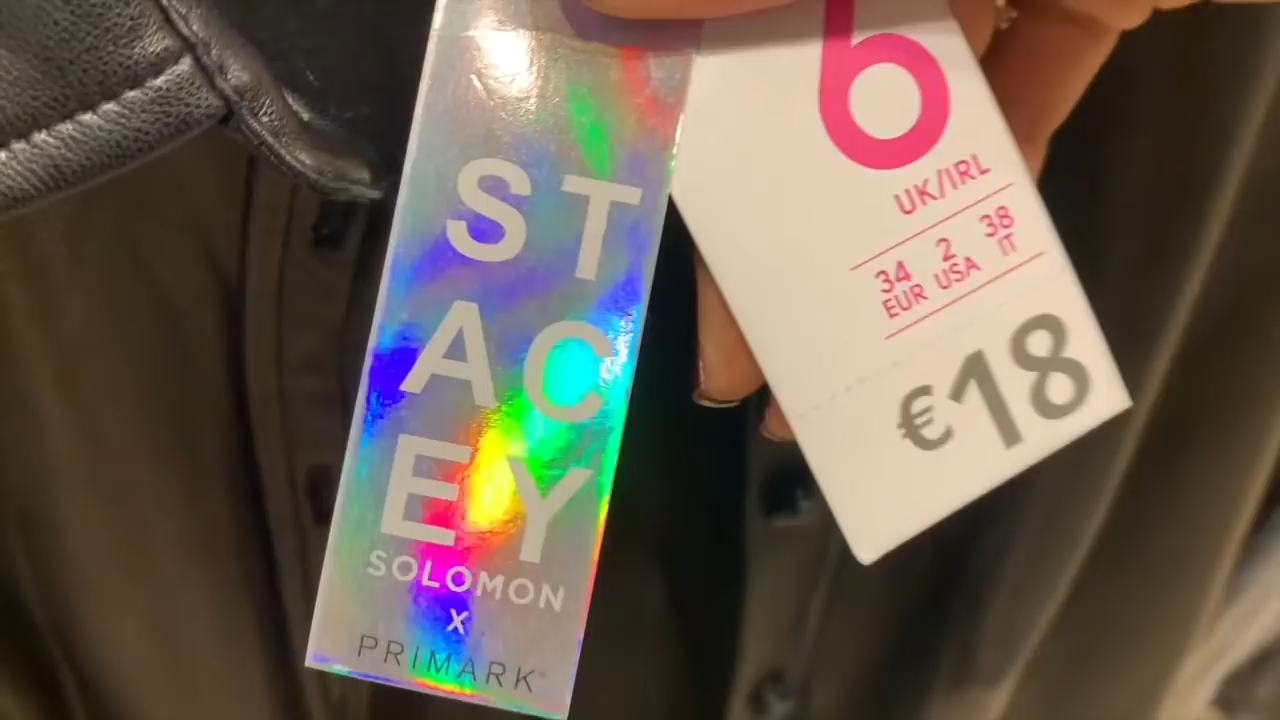 ST
AC
EY
SOLOMON
X
PRIMARK
6
UK/IRL
34 2 38
EUR USA IT
€18